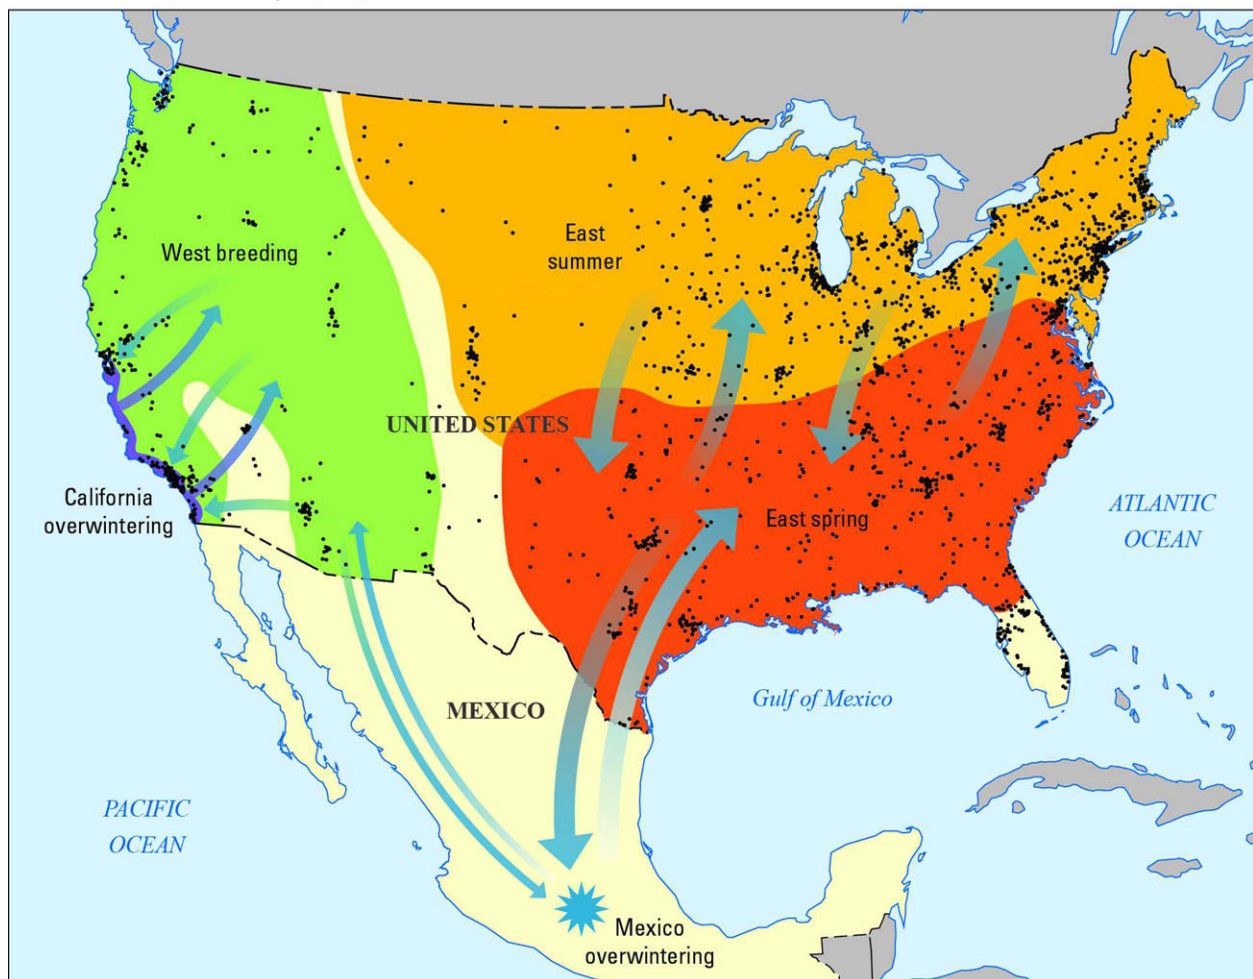 West breeding
East
summer
UNITED STATES
California
overwintering
East spring
ATLANTIC
OCEAN
MEXICO
Gulf of Mexico
PACIFIC
OCEAN
Mexico
overwintering